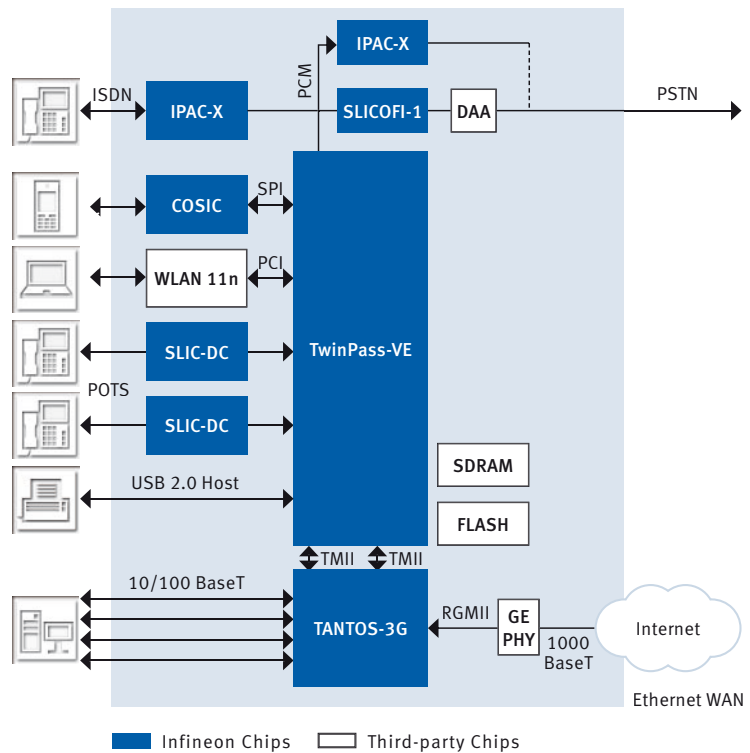 IPAC-X
PCM
ISDN
IPAC-X
SLICOFI-1
DAA
PSTN
COSIC
SPI
WLAN 11n
PCI
SLIC-DC
TwinPass-VE
POTS
SLIC-DC
SDRAM
USB 2.0 Host
FLASH
TMII
TMII
10/100 BaseT
TANTOS-3G
RGMII
GE
PHY
1000
BaseT
Internet
Ethernet WAN
Infineon Chips
Third-party Chips